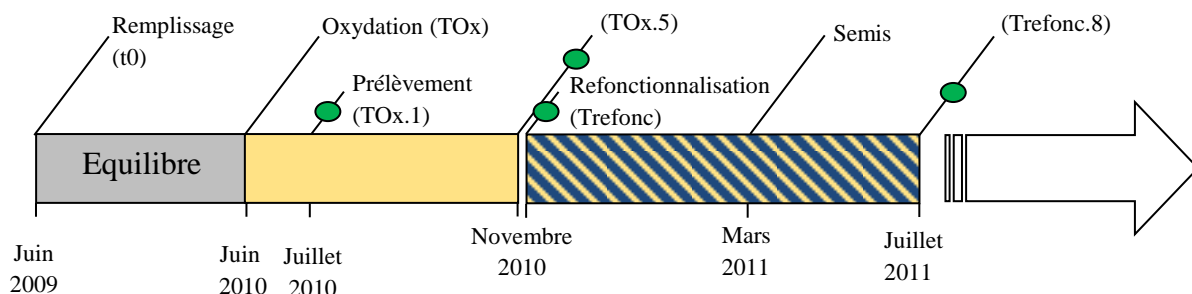 Remplissage
(t0)
Oxydation (TOx)
Prélèvement
(TOx.1)
(TOx.5)
Refonctionnalisation
(Trefonc)
Semis
(Trefonc.8)
Equilibre
Juin
2009
Juin
2010
Juillet
2010
Novembre
2010
Mars
2011
Juillet
2011